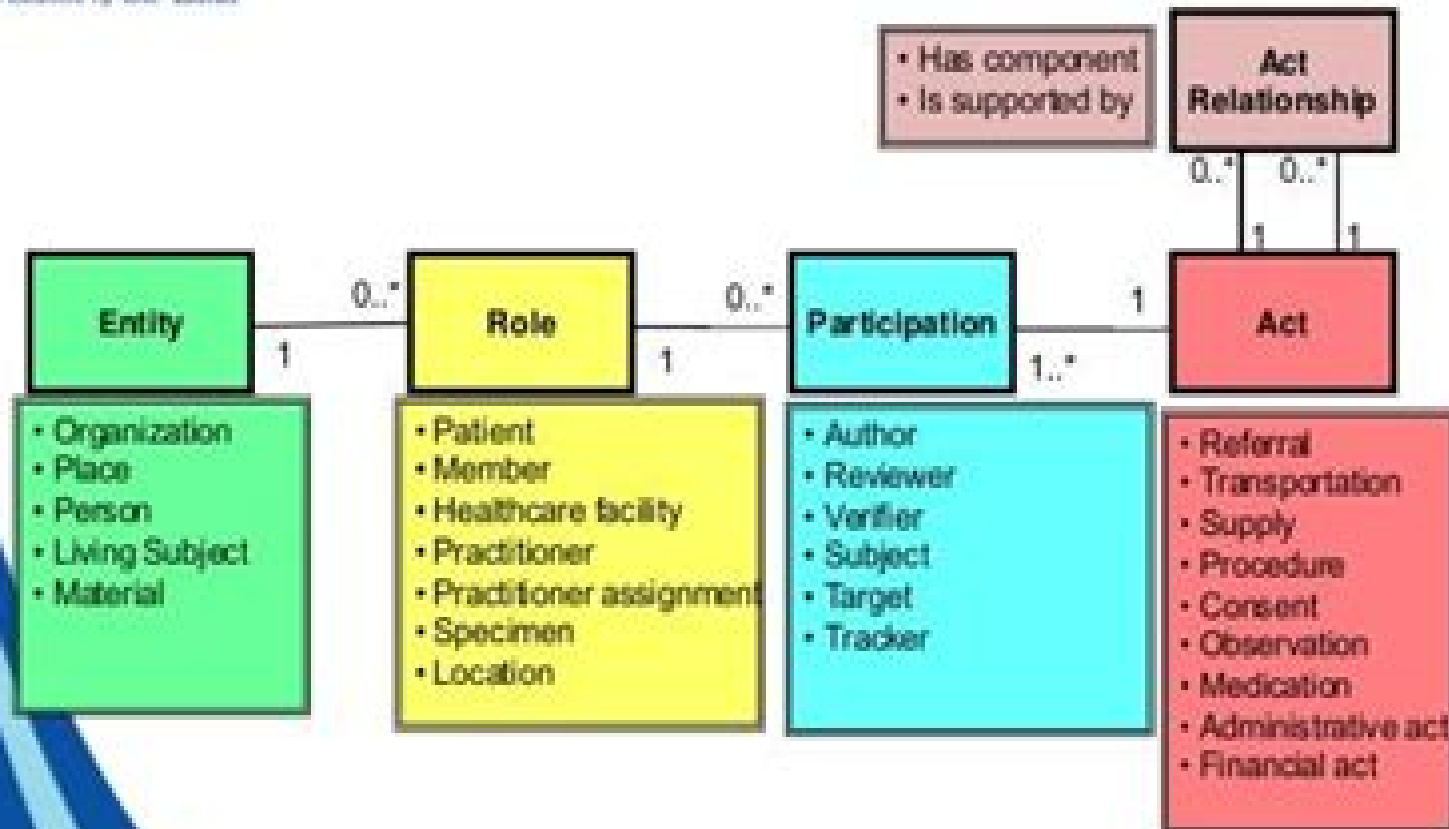 • Has component
• Is supported by
Act
Relationship
0..*
0..*
1
1
Entity
0..*
1
Role
0..*
1
Participation
1
1..*
Act
• Organization
• Place
• Person
• Living Subject
• Material
• Patient
• Member
• Healthcare facility
• Practitioner
• Practitioner assignment
• Specimen
• Location
• Author
• Reviewer
• Verifier
• Subject
• Target
• Tracker
• Referral
• Transportation
• Supply
• Procedure
• Consent
• Observation
• Medication
• Administrative act
• Financial act